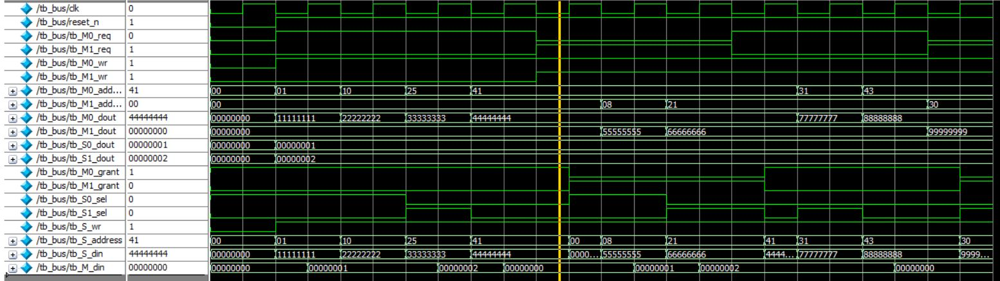 /tb_bus/clk 0
/tb_bus/reset_n 1
/tb_bus/tb_M0_req 0
/tb_bus/tb_M1_req 1
/tb_bus/tb_M0_wr 1
/tb_bus/tb_M1_wr 1
/tb_bus/tb_M0_add... 41 00 01 10 25 41 31 43
/tb_bus/tb_M1_add... 00 00 08 21 30
/tb_bus/tb_M0_dout 44444444 00000000 11111111 22222222 33333333 44444444 77777777 88888888
/tb_bus/tb_M1_dout 00000000 00000000 55555555 66666666 99999999
/tb_bus/tb_S0_dout 00000001 00000000 00000001
/tb_bus/tb_S1_dout 00000002 00000000 00000002
/tb_bus/tb_M0_grant 1
/tb_bus/tb_M1_grant 0
/tb_bus/tb_S0_sel 0
/tb_bus/tb_S1_sel 0
/tb_bus/tb_S_wr 1
/tb_bus/tb_S_address 41 00 01 10 25 41 00 08 21 41 31 43 30
/tb_bus/tb_S_din 44444444 00000000 11111111 22222222 33333333 44444444 0000... 55555555 66666666 4444... 77777777 88888888 9999...
/tb_bus/tb_M_din 00000000 00000000 00000001 00000002 00000000 00000001 00000002 00000000